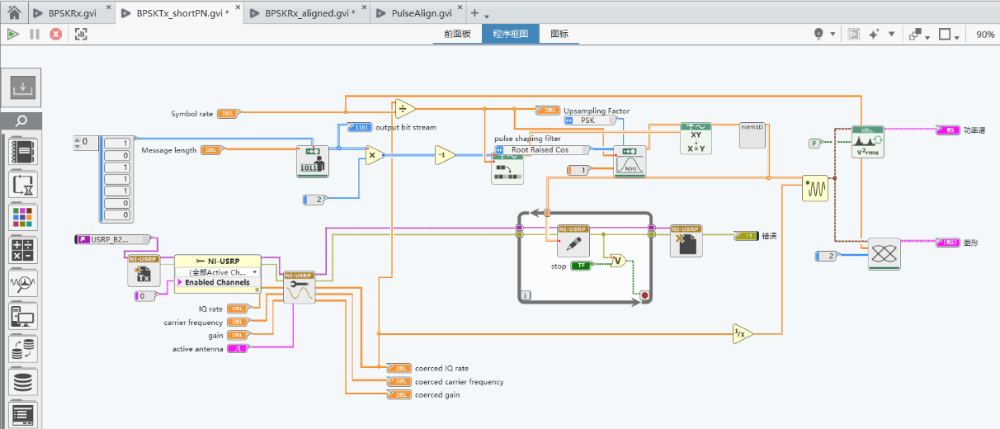 BPSKRx.gvi
BPSKTx_shortPN.gvi *
BPSKRx_aligned.gvi *
PulseAlign.gvi
前面板
程序框图
图标
90%
Symbol rate
DBL
DBL
Upsampling Factor
PSK
[I8]
output bit stream
0
1
0
1
1
1
0
0
Message length
DBL
1011
×
-1
÷
pulse shaping filter
Root Raised Cos
1
h(n)
XY
X*Y
norm1D
2
F
V²rms
功率谱
USRP_B2...
NI-USRP
Tx
0
NI-USRP
(全部Active Ch...
Enabled Channels
NI-USRP
NI-USRP
NI-USRP
错误
stop
TF
V
i
2
图形
IQ rate
DBL
carrier frequency
DBL
gain
DBL
active antenna
1/x
DBL
coerced IQ rate
DBL
coerced carrier frequency
DBL
coerced gain